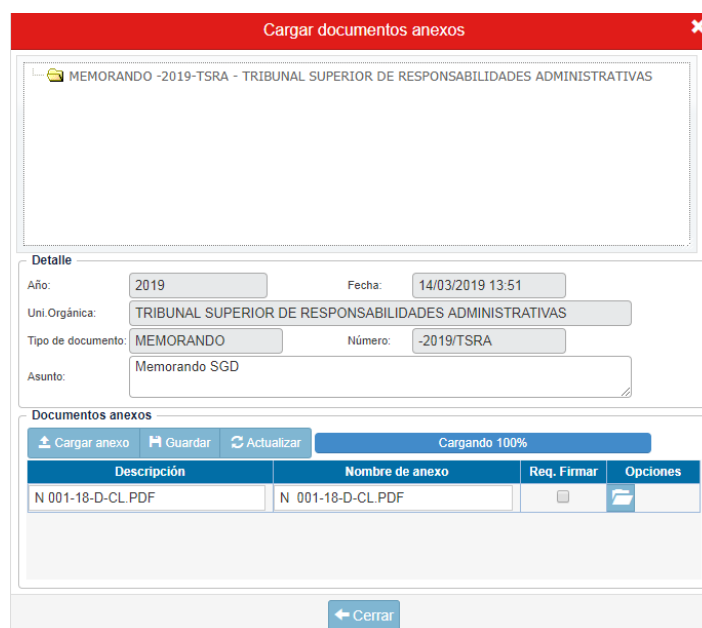 Cargar documentos anexos
MEMORANDO -2019-TSRA - TRIBUNAL SUPERIOR DE RESPONSABILIDADES ADMINISTRATIVAS
Detalle
Año: 2019 Fecha: 14/03/2019 13:51
Uni.Orgánica: TRIBUNAL SUPERIOR DE RESPONSABILIDADES ADMINISTRATIVAS
Tipo de documento: MEMORANDO Número: -2019/TSRA
Asunto: Memorando SGD
Documentos anexos
Cargar anexo Guardar Actualizar Cargando 100%
Descripción Nombre de anexo Req. Firmar Opciones
N 001-18-D-CL.PDF N 001-18-D-CL.PDF
Cerrar